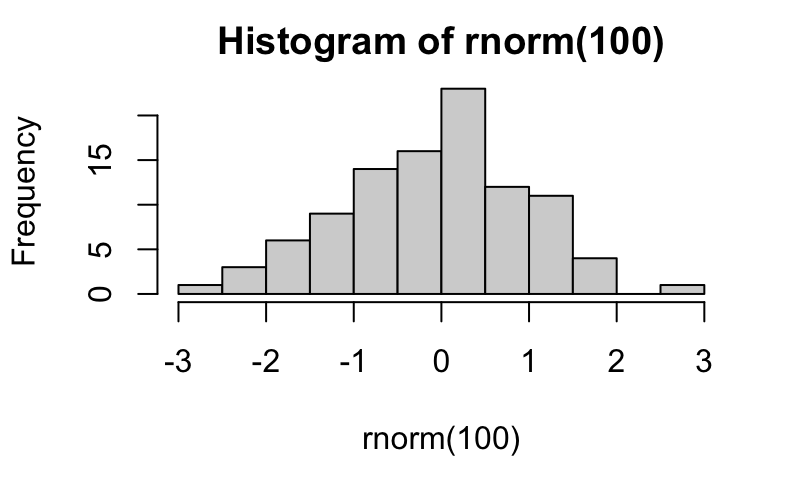 Histogram of rnorm(100)
Frequency
15
5
0
-3 -2 -1 0 1 2 3
rnorm(100)